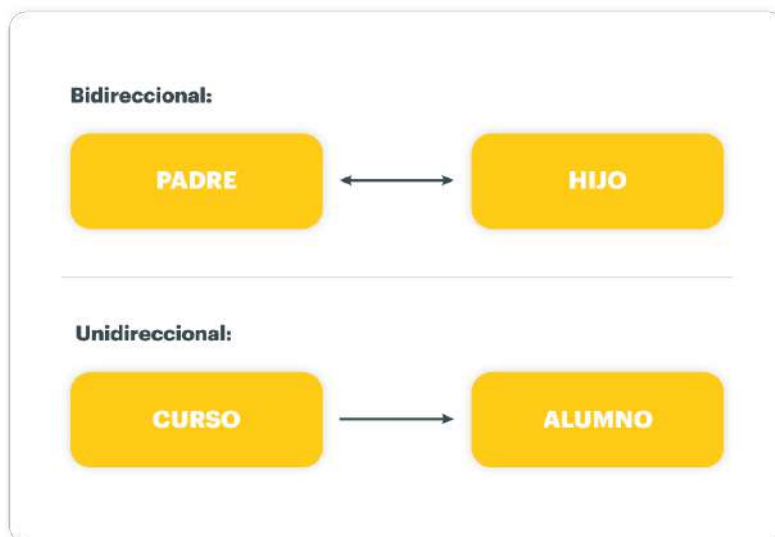 Bidireccional:
PADRE
HIJO
Unidireccional:
CURSO
ALUMNO